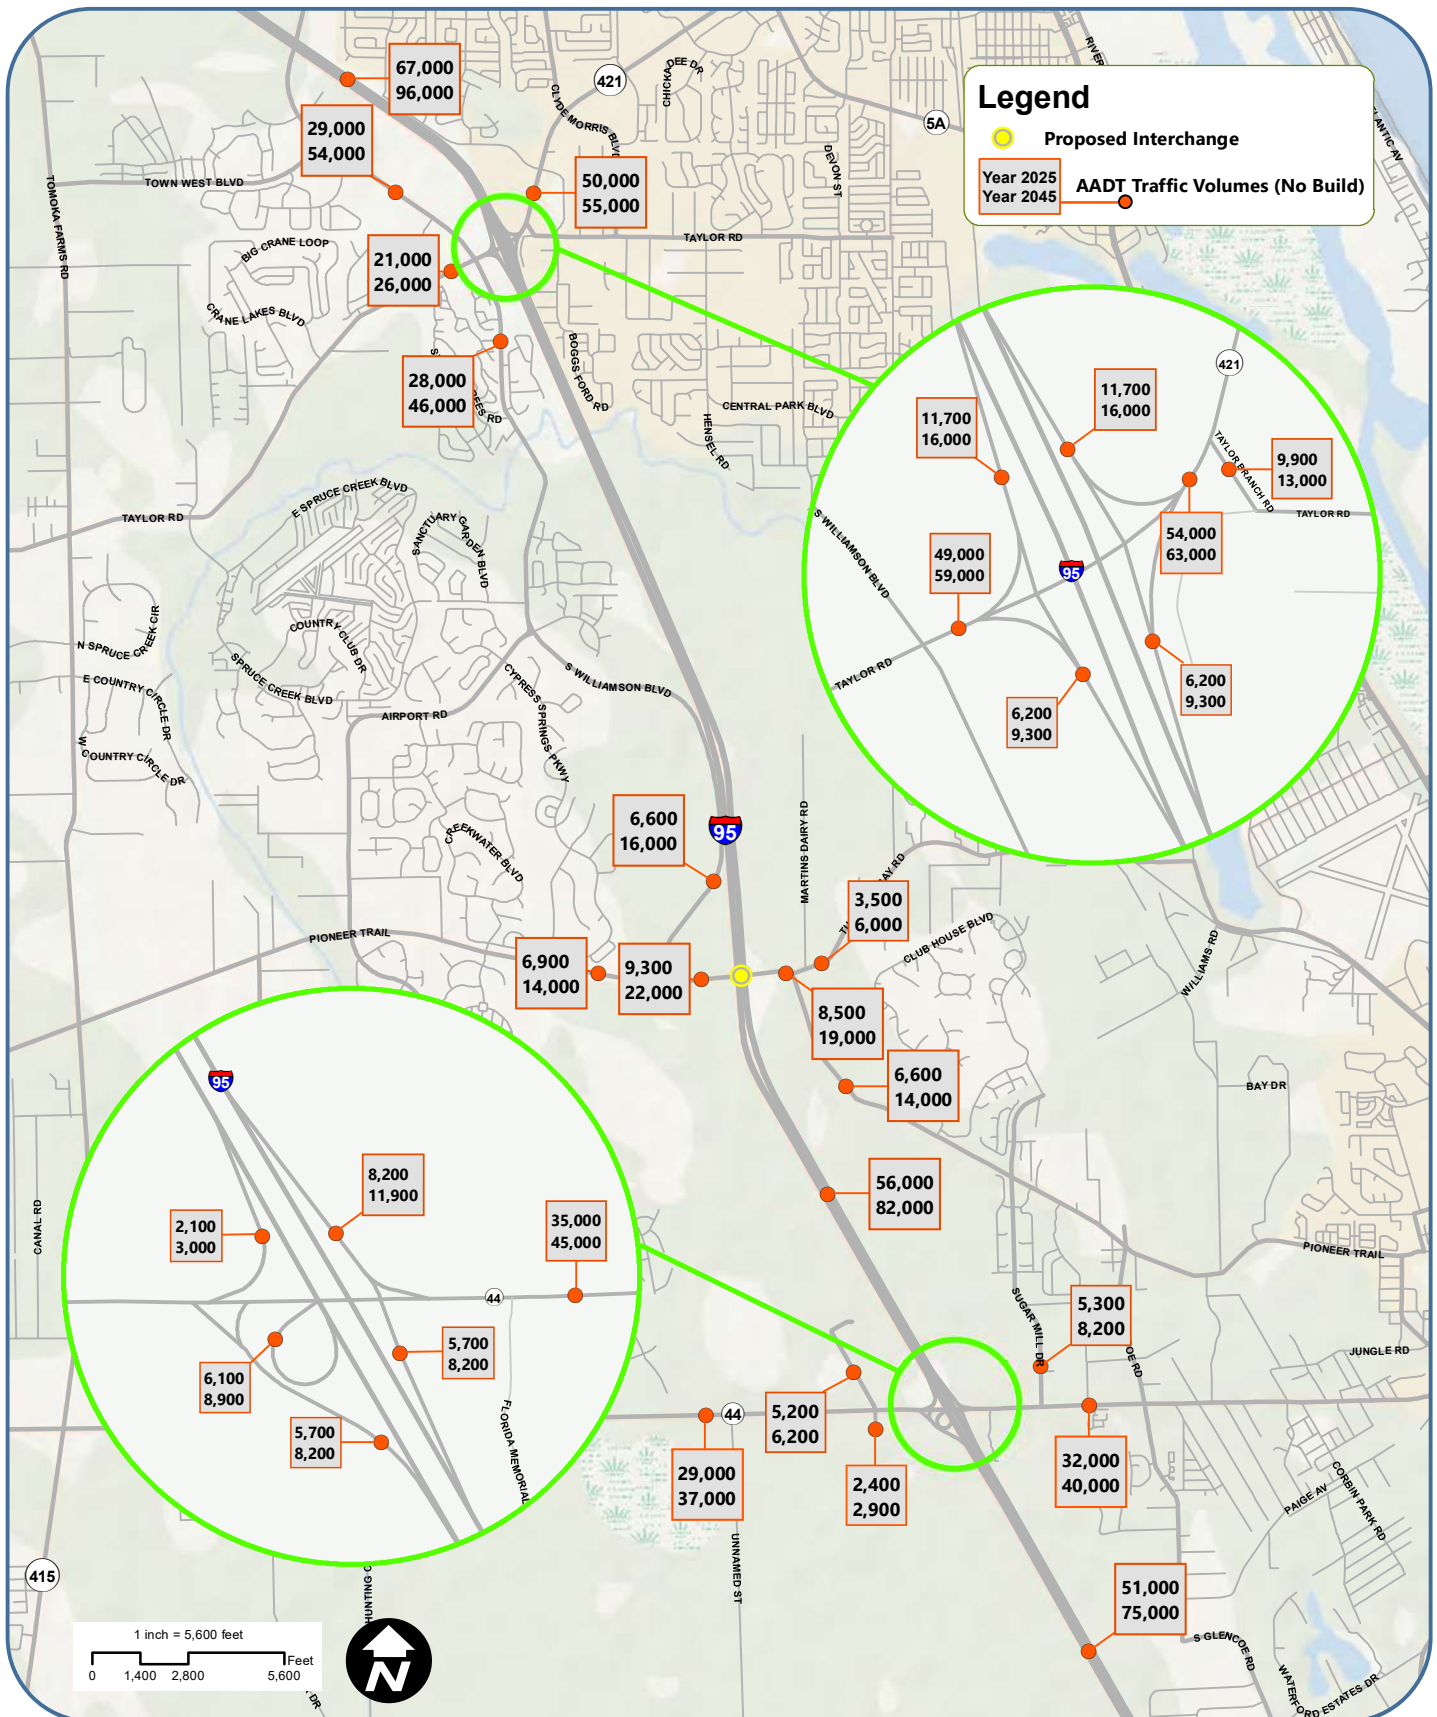 67,000
96,000
29,000
54,000
50,000
55,000
21,000
26,000
28,000
46,000
421
5A
CHICKADEE DR
CLYDE MORRIS BLVD
DEVON ST
TOWN WEST BLVD
TOMOKA FARMS RD
BIG CRANE LOOP
CRANE LAKES BLVD
TAYLOR RD
BOGGS FORD RD
CENTRAL PARK BLVD
HENSEL RD
Legend
Proposed Interchange
Year 2025
Year 2045
AADT Traffic Volumes (No Build)
421
11,700
16,000
11,700
16,000
9,900
13,000
TAYLOR BRANCH RD
TAYLOR RD
54,000
63,000
49,000
59,000
95
S WILLIAMSON BLVD
TAYLOR RD
6,200
9,300
6,200
9,300
TAYLOR RD
E SPRUCE CREEK BLVD
SANCTUARY GARDEN BLVD
COUNTRY CLUB DR
SPRUCE CREEK BLVD
N SPRUCE CREEK CIR
E COUNTRY CIRCLE DR
W COUNTRY CIRCLE DR
AIRPORT RD
CYPRESS SPRINGS PKWY
S WILLIAMSON BLVD
CREEKWATER BLVD
PIONEER TRAIL
6,600
16,000
95
MARTINS DAIRY RD
3,500
6,000
CLUB HOUSE BLVD
WILLIAMS RD
6,900
14,000
9,300
22,000
8,500
19,000
6,600
14,000
BAY DR
56,000
82,000
PIONEER TRAIL
CANAL RD
95
8,200
11,900
2,100
3,000
35,000
45,000
44
5,700
8,200
6,100
8,900
5,700
8,200
FLORIDA MEMORIAL
SUGAR MILL DR
5,300
8,200
JUNGLE RD
44
5,200
6,200
29,000
37,000
2,400
2,900
32,000
40,000
PAIGE AV
CORBIN PARK RD
UNNAMED ST
51,000
75,000
S GLENCOE RD
WATERFORD ESTATES DR
415
1 inch = 5,600 feet
Feet
0 1,400 2,800 5,600
N